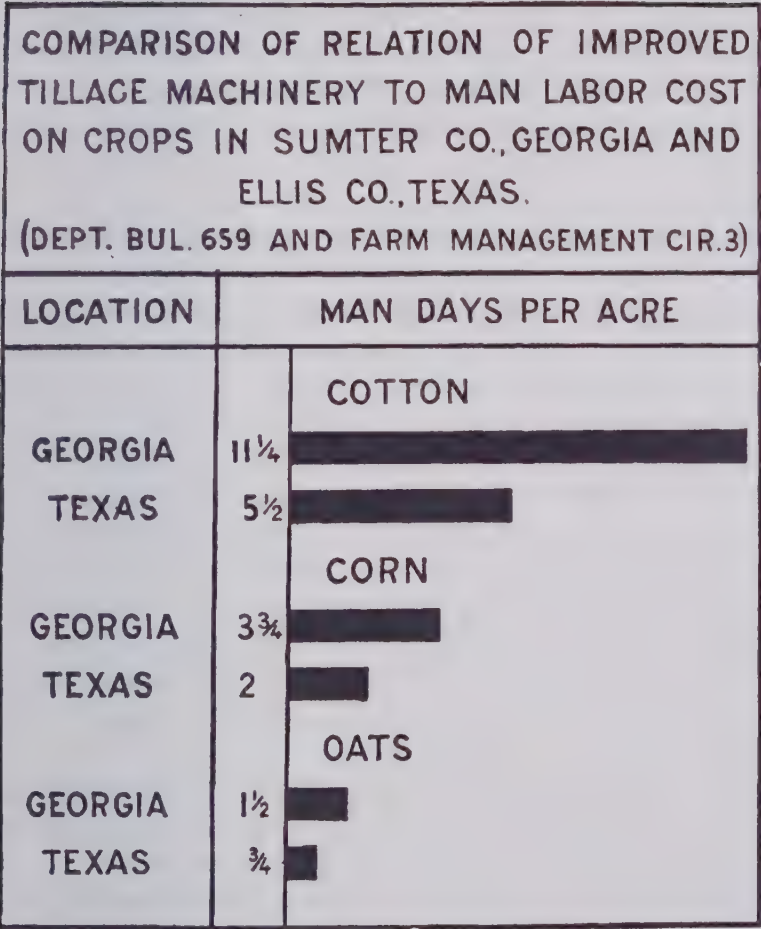 COMPARISON OF RELATION OF IMPROVED
TILLAGE MACHINERY TO MAN LABOR COST
ON CROPS IN SUMTER CO., GEORGIA AND
ELLIS CO., TEXAS.
(DEPT. BUL. 659 AND FARM MANAGEMENT CIR. 3)
LOCATION MAN DAYS PER ACRE
COTTON
GEORGIA 11¼
TEXAS 5½
CORN
GEORGIA 3¾
TEXAS 2
OATS
GEORGIA 1½
TEXAS ¾